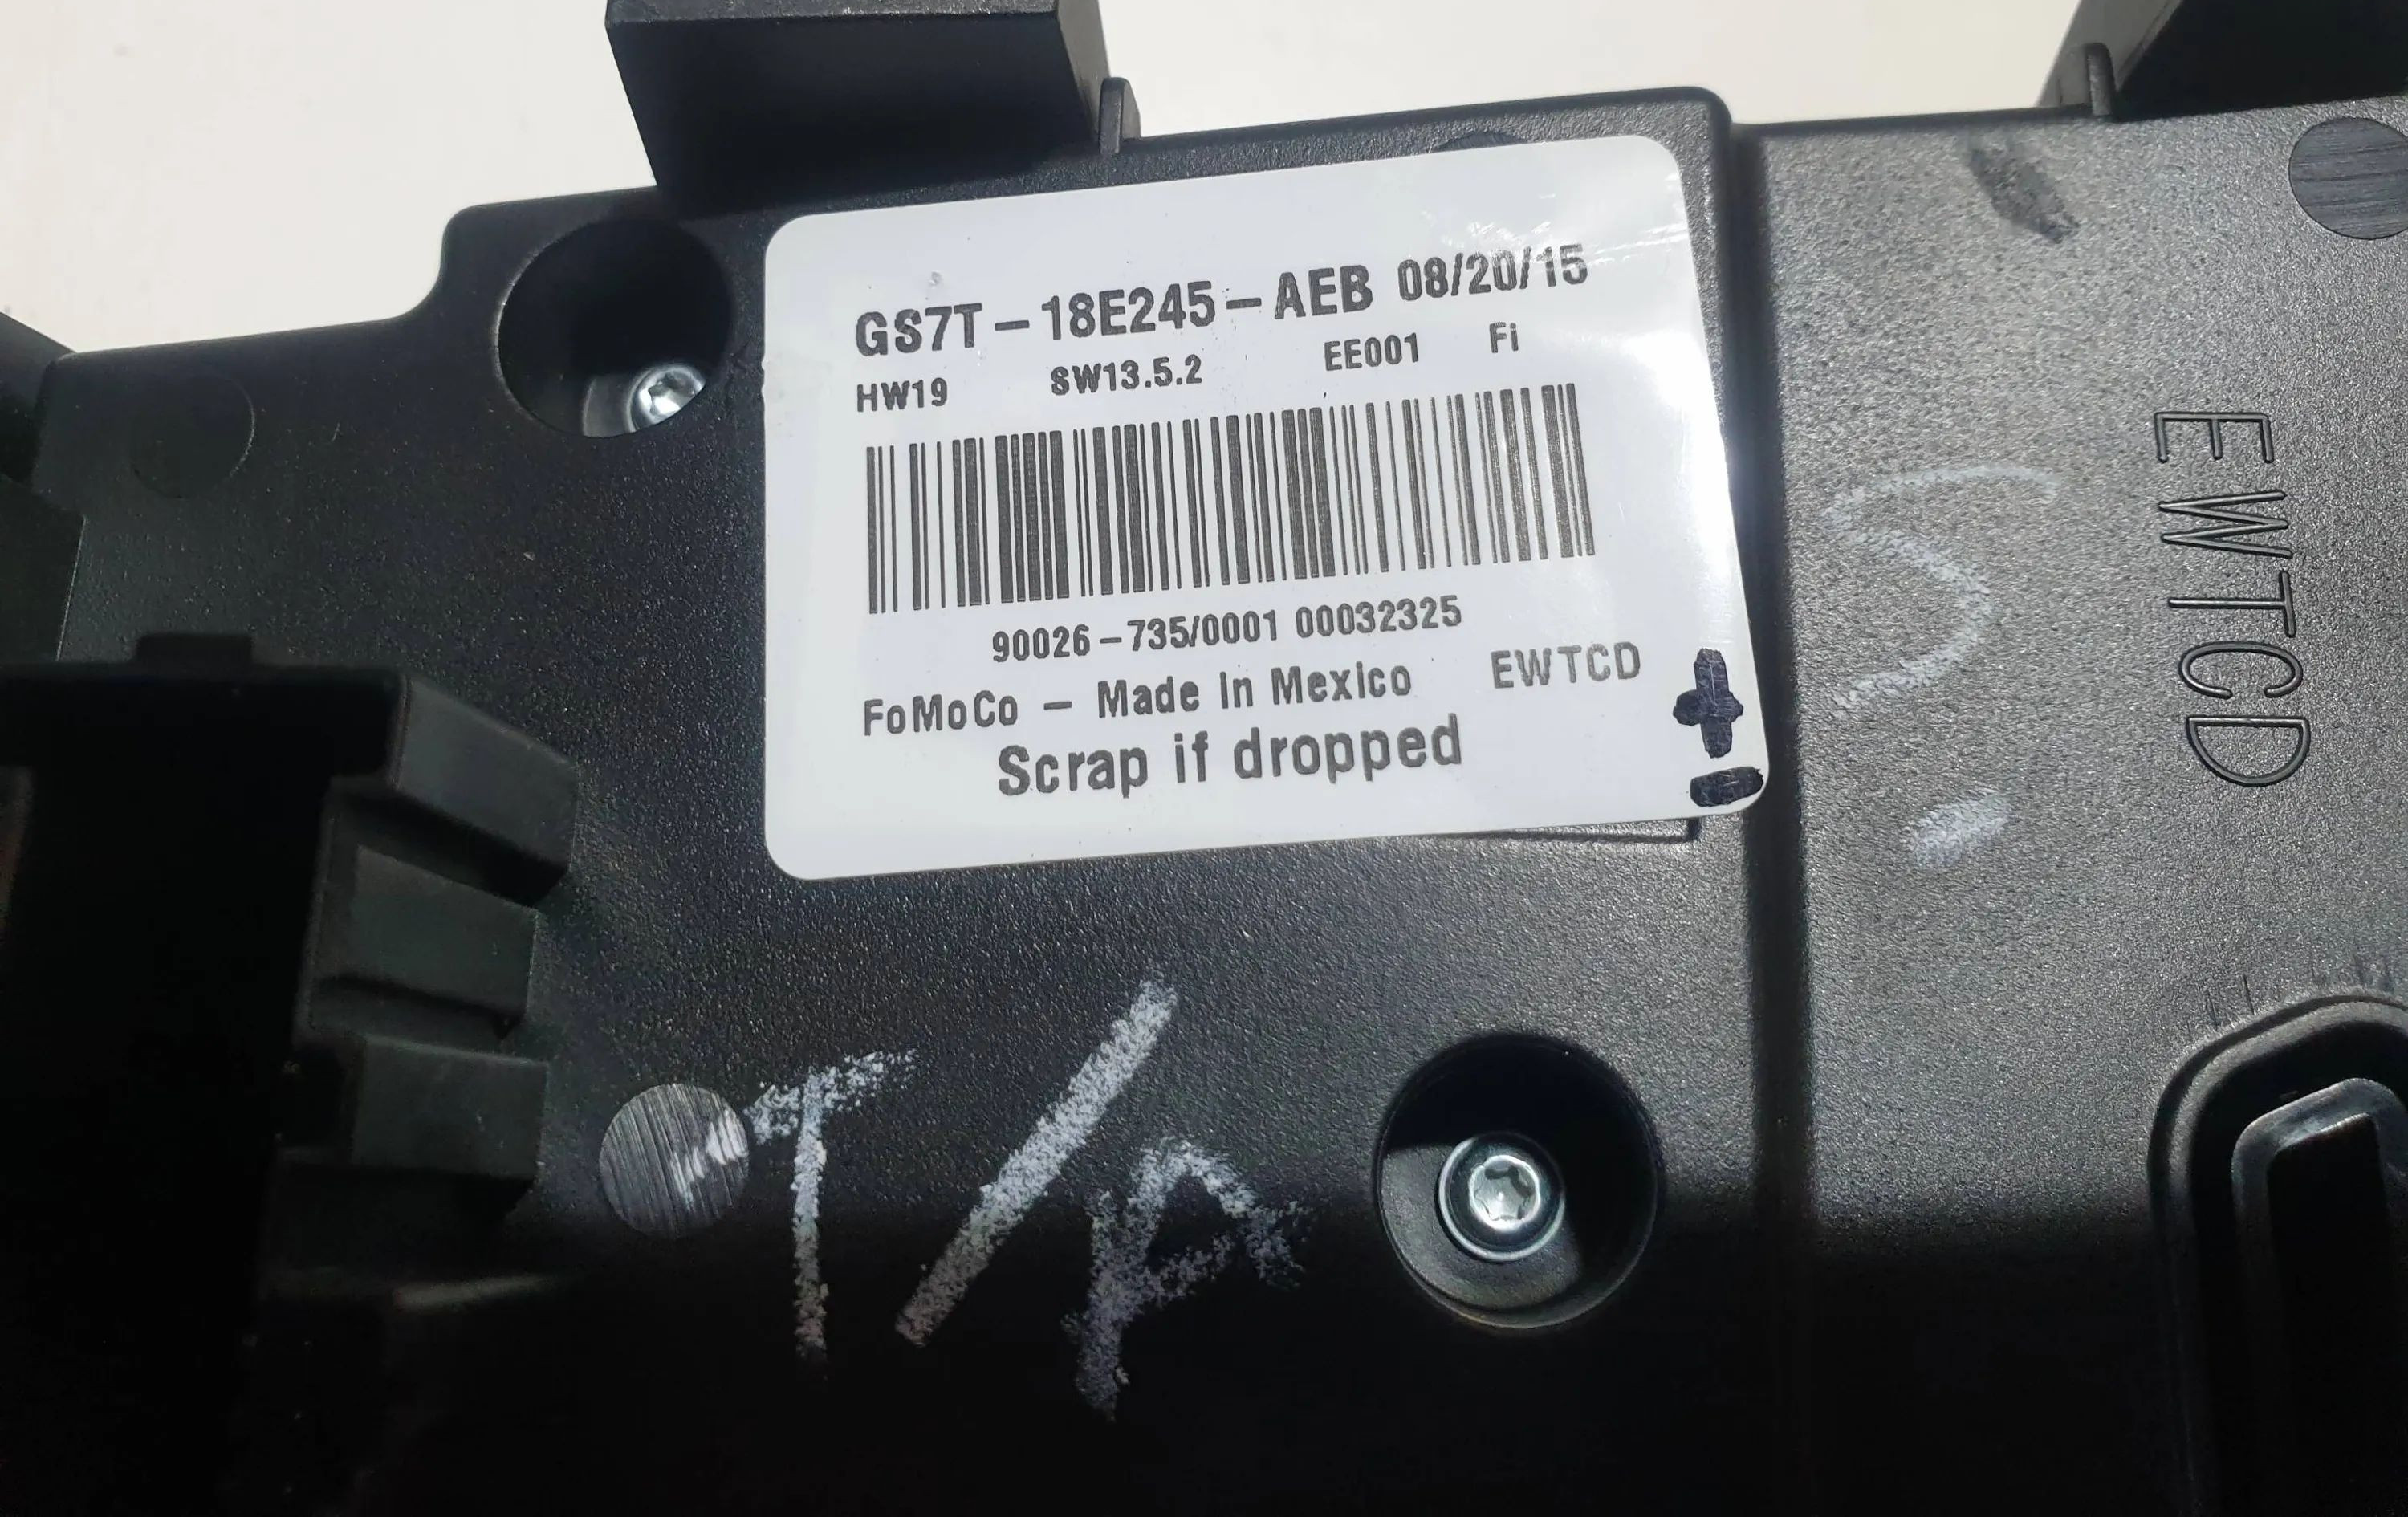 GS7T-18E245-AEB 08/20/15
HW19 SW13.5.2 EE001 Fi
90026-735/0001 00032325
FoMoCo - Made in Mexico EWTCD
Scrap if dropped
EWTCD
T/A